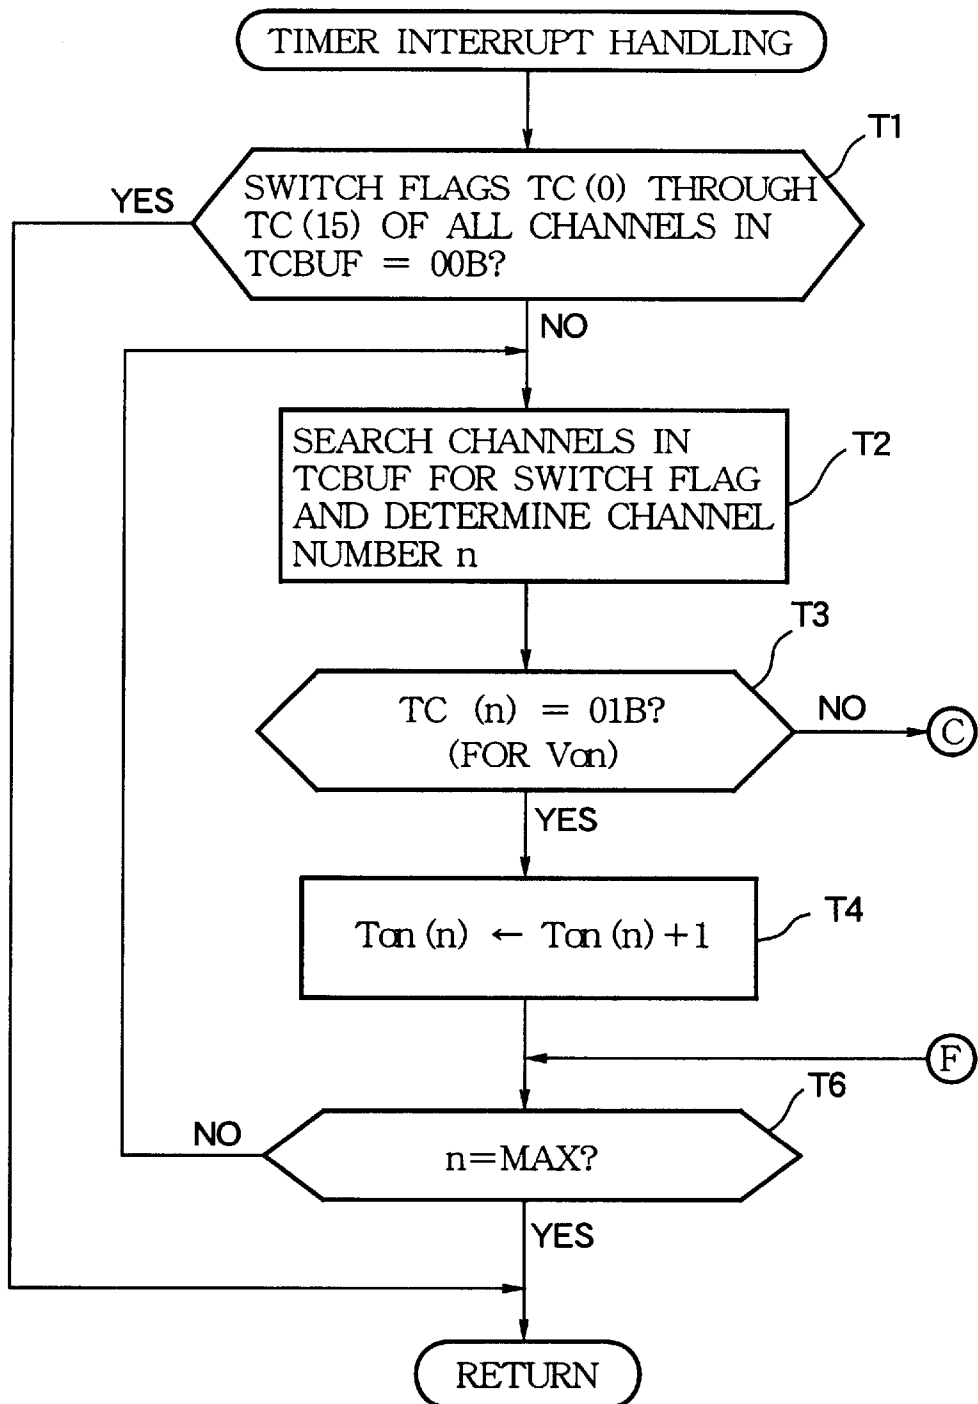 TIMER INTERRUPT HANDLING
T1
YES
SWITCH FLAGS TC(0) THROUGH
TC(15) OF ALL CHANNELS IN
TCBUF = 00B?
NO
SEARCH CHANNELS IN
TCBUF FOR SWITCH FLAG
AND DETERMINE CHANNEL
NUMBER n
T2
T3
TC (n) = 01B?
(FOR Von)
NO
C
YES
T4
Ton (n) ← Ton (n) +1
F
T6
NO
n=MAX?
YES
RETURN